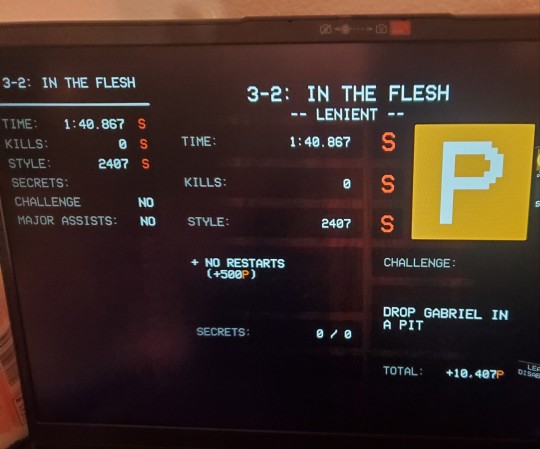 3-2: IN THE FLESH
TIME: 1:40.867 S
KILLS: 0 S
STYLE: 2407 S
SECRETS:
CHALLENGE NO
MAJOR ASSISTS: NO
3-2: IN THE FLESH
-- LENIENT --
TIME: 1:40.867 S
KILLS: 0 S
STYLE: 2407 S
P
+ NO RESTARTS
(+500P)
SECRETS: 0 / 0
CHALLENGE:
DROP GABRIEL IN
A PIT
TOTAL: +10.407P